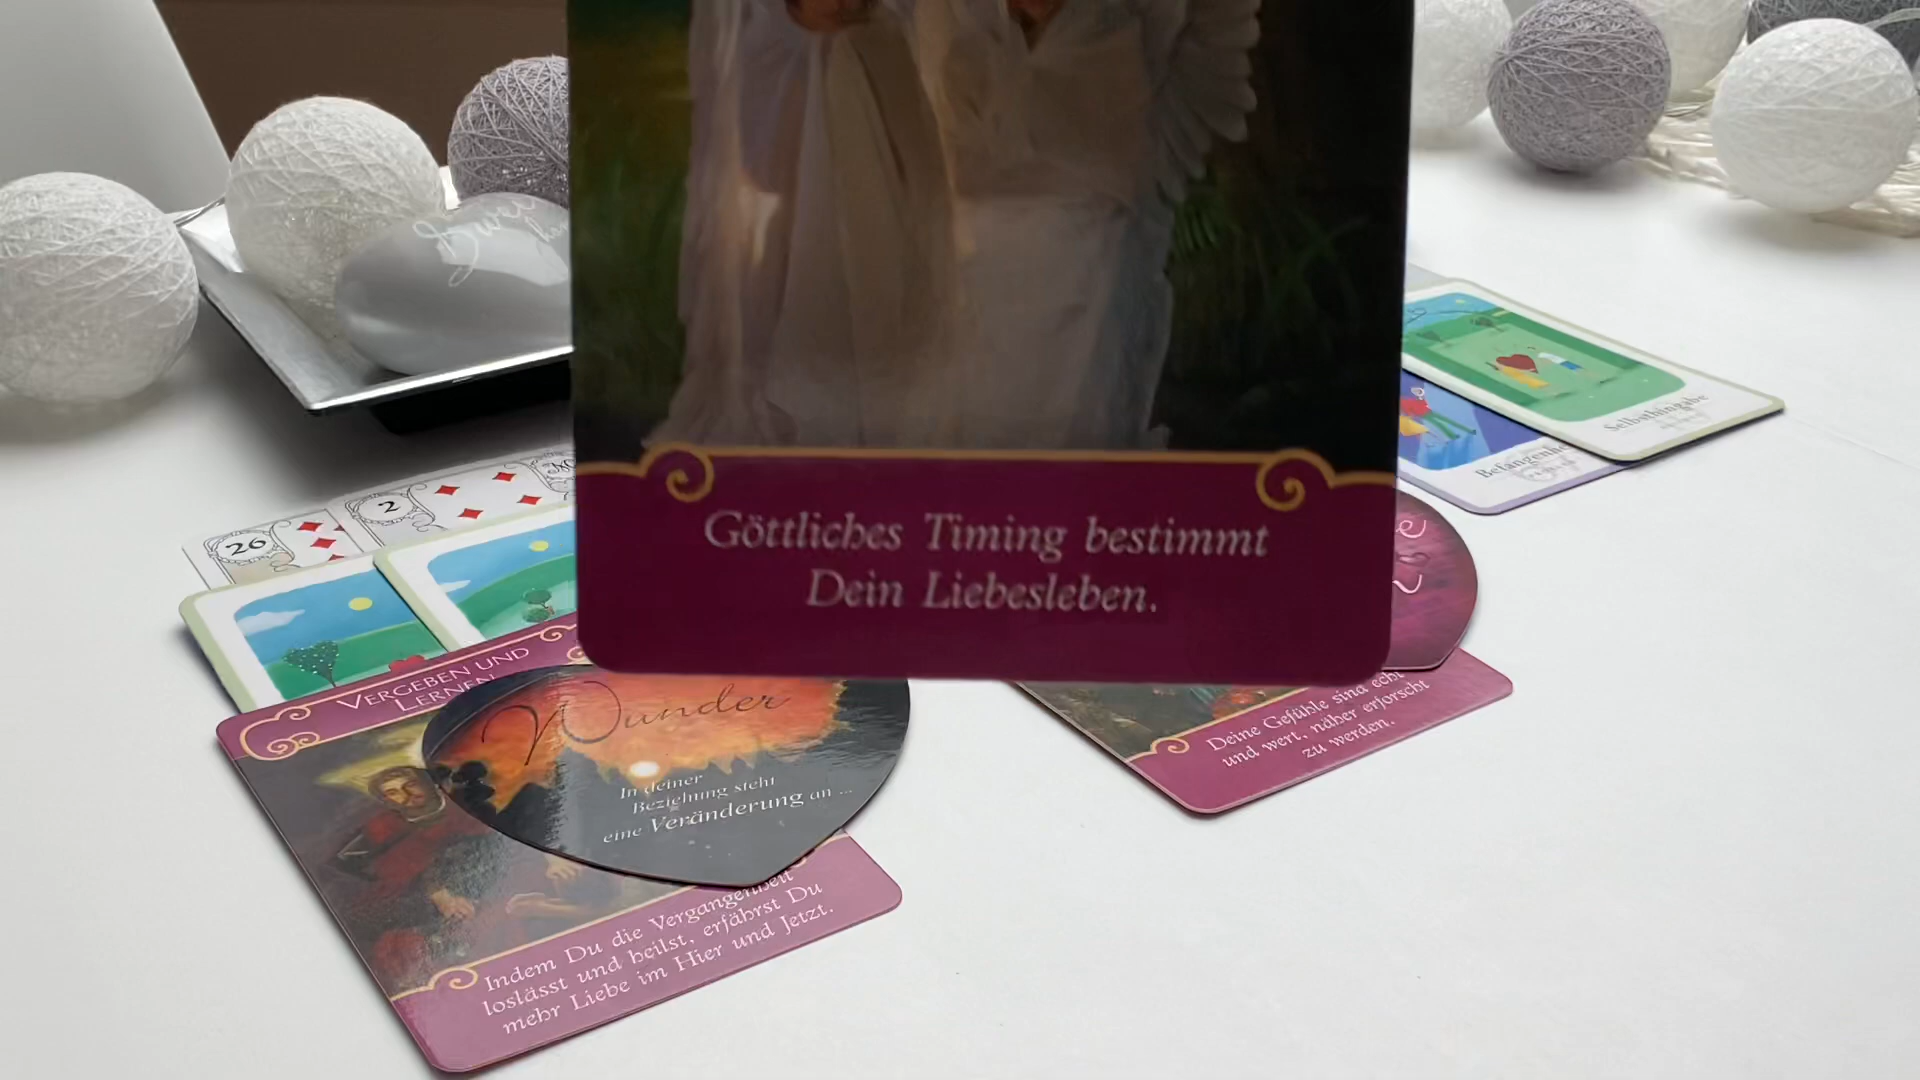 Göttliches Timing bestimmt
Dein Liebesleben.
26
2
VERGEBEN UND
LERNEN
Wunder
In deiner
Beziehung steht
eine Veränderung an ...
Indem Du die Vergangenheit
loslässt und heilst, erfährst Du
mehr Liebe im Hier und Jetzt.
Deine Gefühle sind echt
und wert, näher erforscht
zu werden.
Selbsthingabe